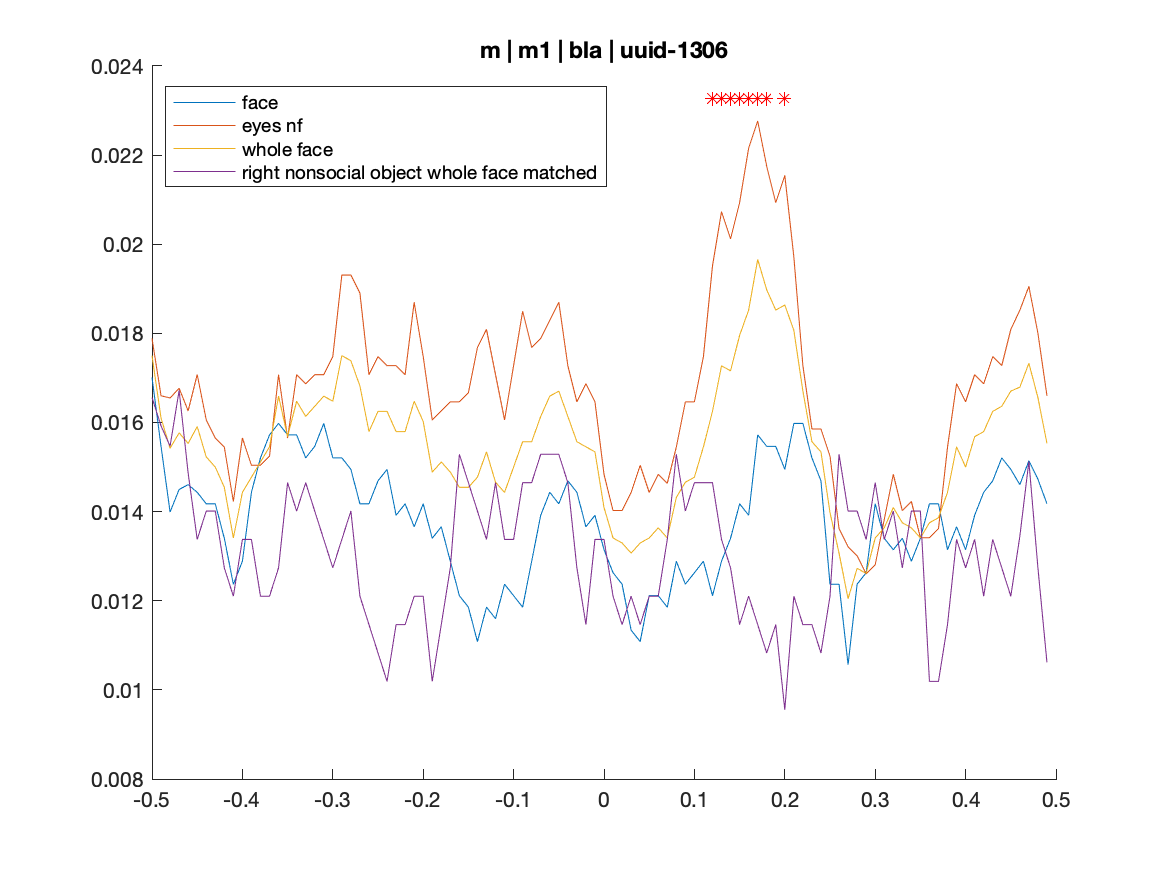 m | m1 | bla | uuid-1306
0.024
0.022
0.02
0.018
0.016
0.014
0.012
0.01
0.008
face
eyes nf
whole face
right nonsocial object whole face matched
-0.5 -0.4 -0.3 -0.2 -0.1 0 0.1 0.2 0.3 0.4 0.5